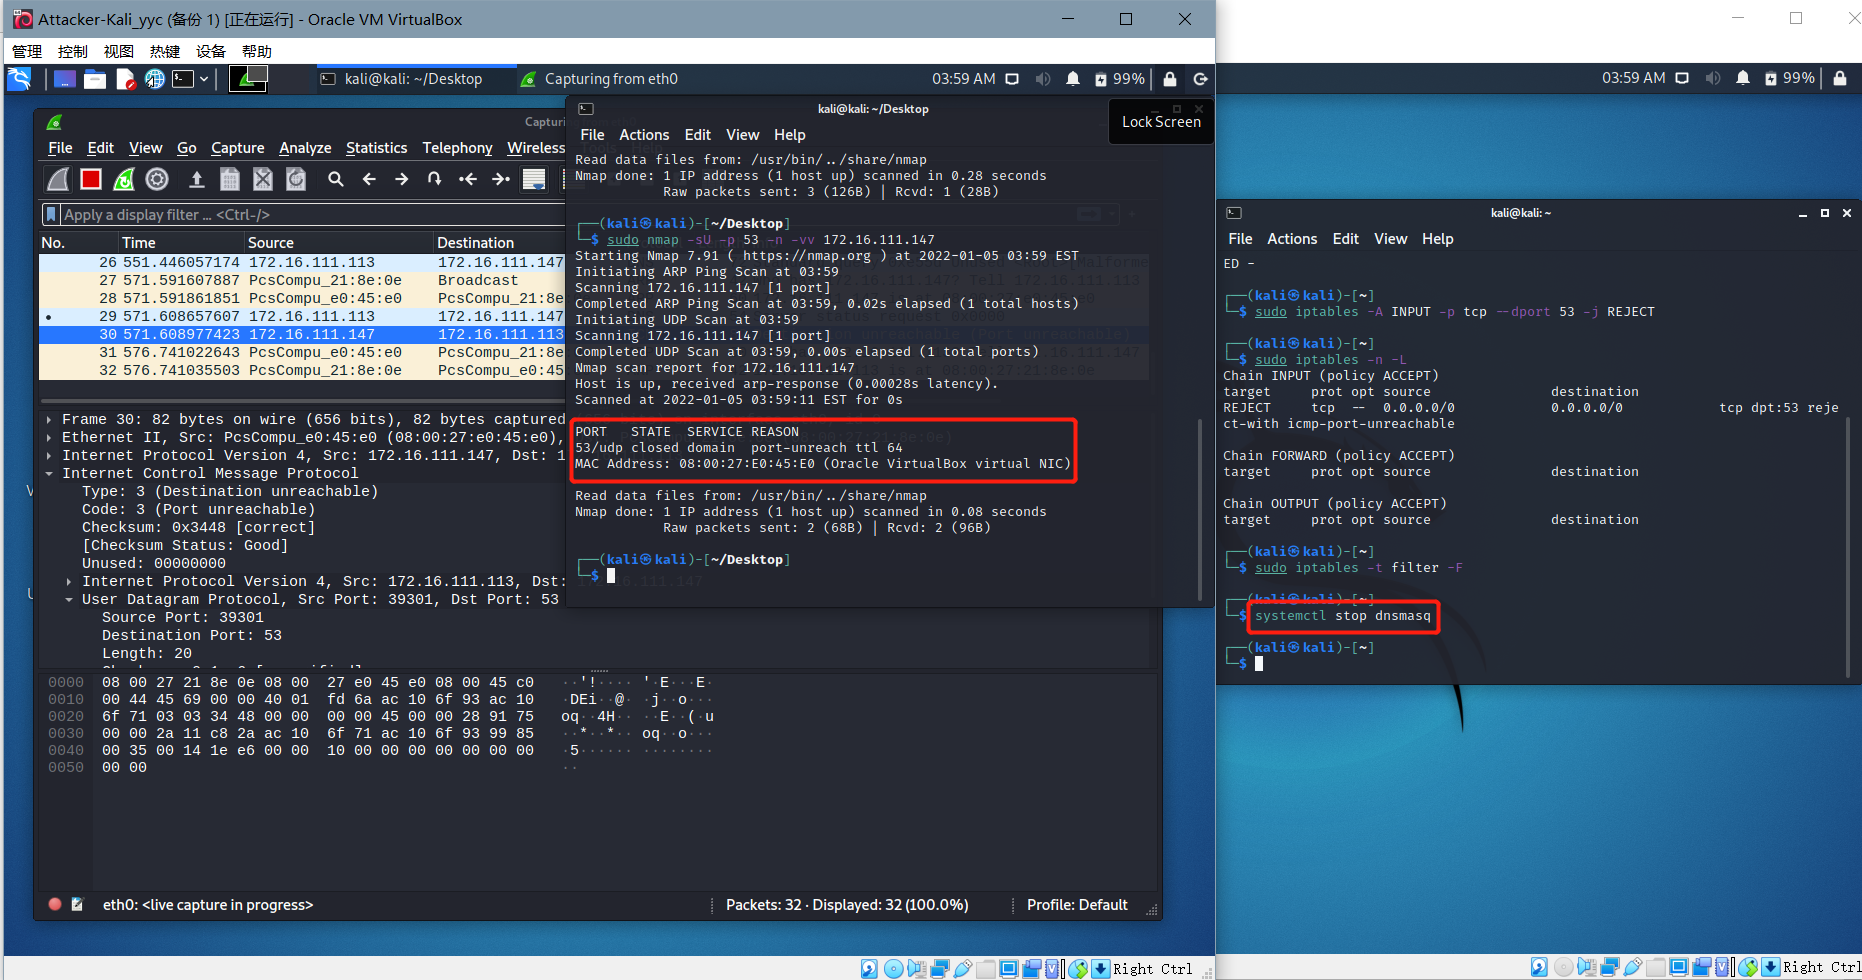 Attacker-Kali_yyc (备份 1) [正在运行] - Oracle VM VirtualBox
管理 控制 视图 热键 设备 帮助
kali@kali: ~/Desktop
Capturing from eth0
03:59 AM
99%
Lock Screen
File Edit View Go Capture Analyze Statistics Telephony Wireless
Apply a display filter … <Ctrl-/>
No. Time Source Destination
26 551.446057174 172.16.111.113 172.16.111.147
27 571.591607887 PcsCompu_21:8e:0e Broadcast
28 571.591861851 PcsCompu_e0:45:e0 PcsCompu_21:8e
29 571.608657607 172.16.111.113 172.16.111.147
30 571.608977423 172.16.111.147 172.16.111.113
31 576.741022643 PcsCompu_e0:45:e0 PcsCompu_21:8e
32 576.741035503 PcsCompu_21:8e:0e PcsCompu_e0:45
Frame 30: 82 bytes on wire (656 bits), 82 bytes captured
Ethernet II, Src: PcsCompu_e0:45:e0 (08:00:27:e0:45:e0),
Internet Protocol Version 4, Src: 172.16.111.147, Dst: 1
Internet Control Message Protocol
Type: 3 (Destination unreachable)
Code: 3 (Port unreachable)
Checksum: 0x3448 [correct]
[Checksum Status: Good]
Unused: 00000000
Internet Protocol Version 4, Src: 172.16.111.113, Dst:
User Datagram Protocol, Src Port: 39301, Dst Port: 53
Source Port: 39301
Destination Port: 53
Length: 20
0000 08 00 27 21 8e 0e 08 00 27 e0 45 e0 08 00 45 c0 ··'!···· '·E···E·
0010 00 44 45 69 00 00 40 01 fd 6a ac 10 6f 93 ac 10 ·DEi··@· ·j··o···
0020 6f 71 03 03 34 48 00 00 00 00 45 00 00 28 91 75 oq··4H·· ··E··(·u
0030 00 00 2a 11 c8 2a ac 10 6f 71 ac 10 6f 93 99 85 ··*··*·· oq··o···
0040 00 35 00 14 1e e6 00 00 10 00 00 00 00 00 00 00 ·5······ ········
0050 00 00 ··
eth0: <live capture in progress>
Packets: 32 · Displayed: 32 (100.0%)
Profile: Default
kali@kali: ~/Desktop
File Actions Edit View Help
Read data files from: /usr/bin/../share/nmap
Nmap done: 1 IP address (1 host up) scanned in 0.28 seconds
Raw packets sent: 3 (126B) | Rcvd: 1 (28B)
┌──(kali㉿kali)-[~/Desktop]
└─$ sudo nmap -sU -p 53 -n -vv 172.16.111.147
Starting Nmap 7.91 ( https://nmap.org ) at 2022-01-05 03:59 EST
Initiating ARP Ping Scan at 03:59
Scanning 172.16.111.147 [1 port]
Completed ARP Ping Scan at 03:59, 0.02s elapsed (1 total hosts)
Initiating UDP Scan at 03:59
Scanning 172.16.111.147 [1 port]
Completed UDP Scan at 03:59, 0.00s elapsed (1 total ports)
Nmap scan report for 172.16.111.147
Host is up, received arp-response (0.00028s latency).
Scanned at 2022-01-05 03:59:11 EST for 0s
PORT STATE SERVICE REASON
53/udp closed domain port-unreach ttl 64
MAC Address: 08:00:27:E0:45:E0 (Oracle VirtualBox virtual NIC)
Read data files from: /usr/bin/../share/nmap
Nmap done: 1 IP address (1 host up) scanned in 0.08 seconds
Raw packets sent: 2 (68B) | Rcvd: 2 (96B)
┌──(kali㉿kali)-[~/Desktop]
└─$
Right Ctrl
03:59 AM
99%
kali@kali: ~
File Actions Edit View Help
ED -
┌──(kali㉿kali)-[~]
└─$ sudo iptables -A INPUT -p tcp --dport 53 -j REJECT
┌──(kali㉿kali)-[~]
└─$ sudo iptables -n -L
Chain INPUT (policy ACCEPT)
target prot opt source destination
REJECT tcp -- 0.0.0.0/0 0.0.0.0/0 tcp dpt:53 reje
ct-with icmp-port-unreachable
Chain FORWARD (policy ACCEPT)
target prot opt source destination
Chain OUTPUT (policy ACCEPT)
target prot opt source destination
┌──(kali㉿kali)-[~]
└─$ sudo iptables -t filter -F
┌──(kali㉿kali)-[~]
└─$ systemctl stop dnsmasq
┌──(kali㉿kali)-[~]
└─$
Right Ctrl